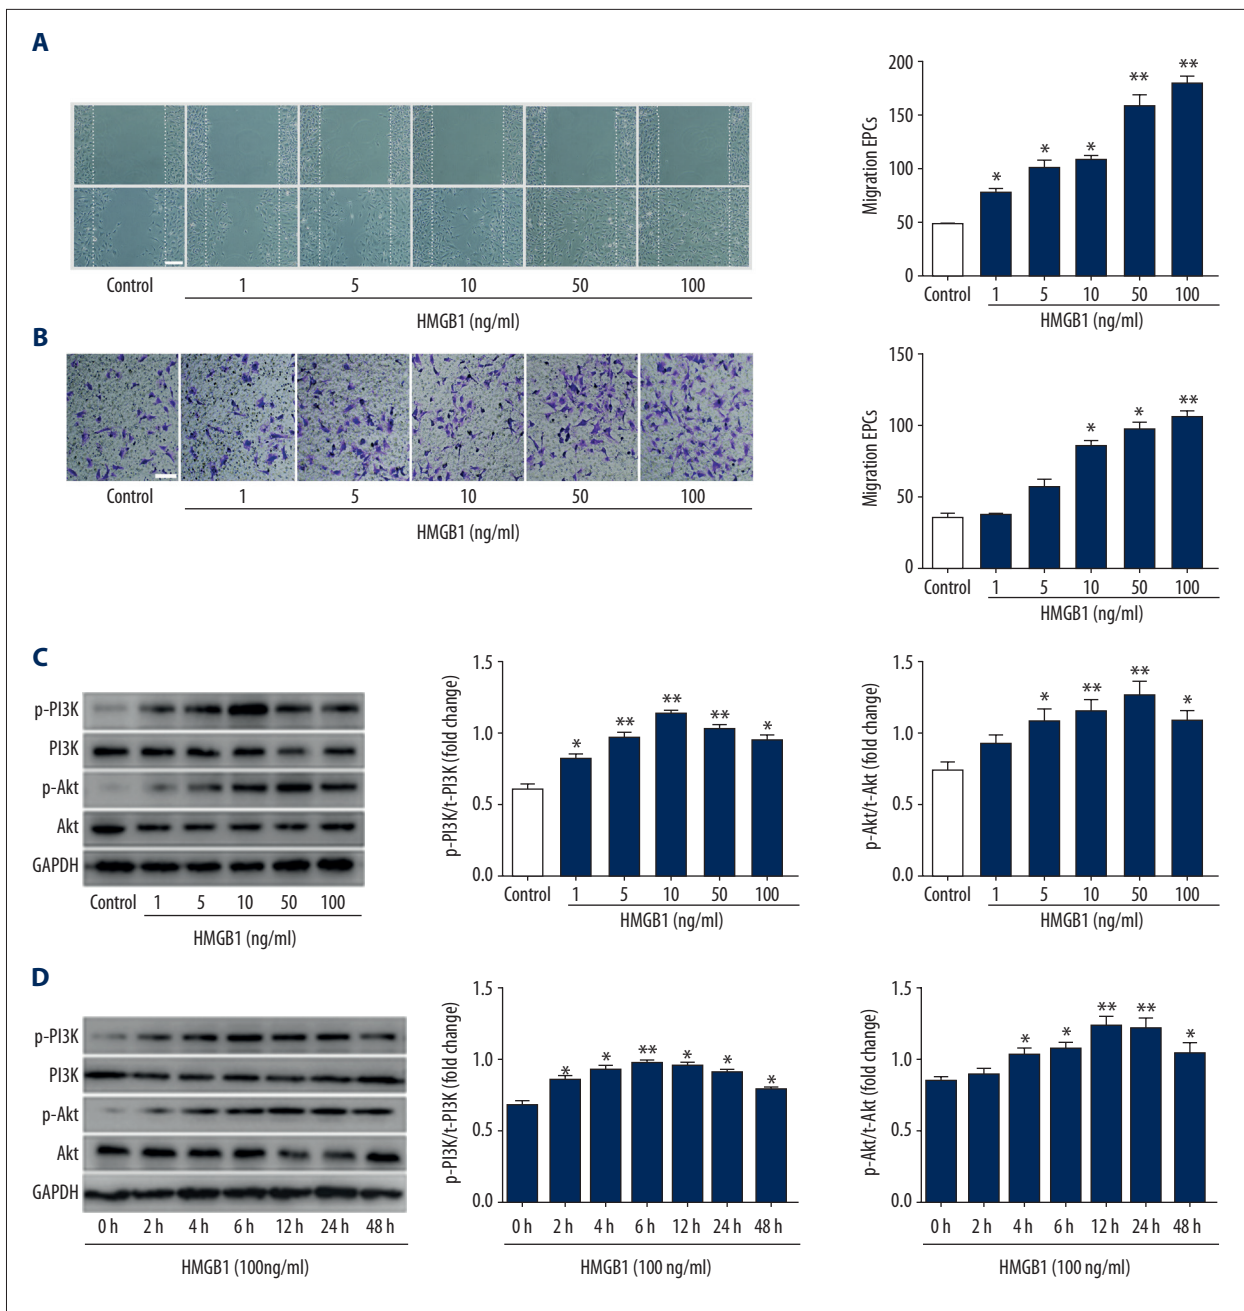 A
200
150
100
50
0
Migration EPCs
*
*
*
**
**
Control 1 5 10 50 100
HMGB1 (ng/ml)
Control 1 5 10 50 100
HMGB1 (ng/ml)
B
150
100
50
0
Migration EPCs
*
*
**
Control 1 5 10 50 100
HMGB1 (ng/ml)
Control 1 5 10 50 100
HMGB1 (ng/ml)
C
p-PI3K
PI3K
p-Akt
Akt
GAPDH
Control 1 5 10 50 100
HMGB1 (ng/ml)
1.5
1.0
0.5
0.0
p-PI3K/t-PI3K (fold change)
*
**
**
**
*
Control 1 5 10 50 100
HMGB1 (ng/ml)
1.5
1.0
0.5
0.0
p-Akt/t-Akt (fold change)
*
**
**
*
Control 1 5 10 50 100
HMGB1 (ng/ml)
D
p-PI3K
PI3K
p-Akt
Akt
GAPDH
0 h 2 h 4 h 6 h 12 h 24 h 48 h
HMGB1 (100ng/ml)
1.5
1.0
0.5
0.0
p-PI3K/t-PI3K (fold change)
*
*
**
*
*
*
0 h 2 h 4 h 6 h 12 h 24 h 48 h
HMGB1 (100 ng/ml)
1.5
1.0
0.5
0.0
p-Akt/t-Akt (fold change)
*
*
**
**
*
0 h 2 h 4 h 6 h 12 h 24 h 48 h
HMGB1 (100 ng/ml)